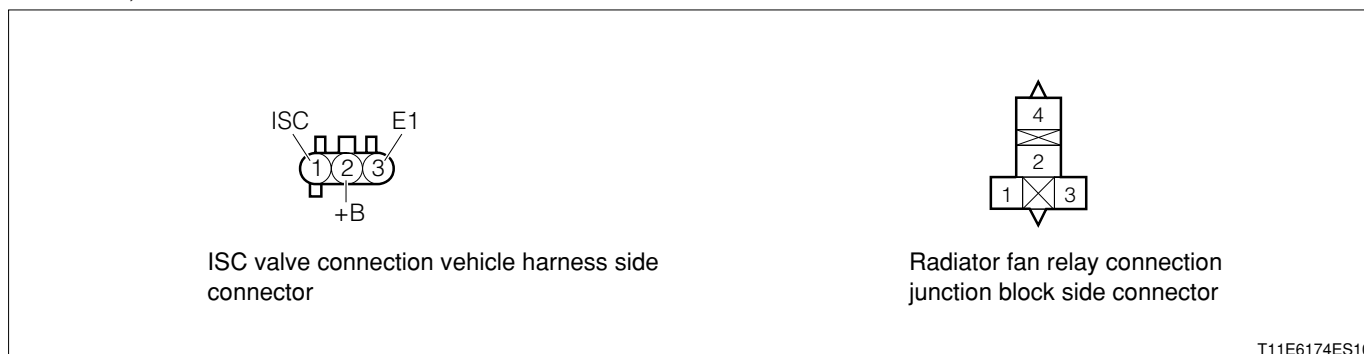 ISC
E1
1 2 3
+B
ISC valve connection vehicle harness side
connector
4
2
1 3
Radiator fan relay connection
junction block side connector